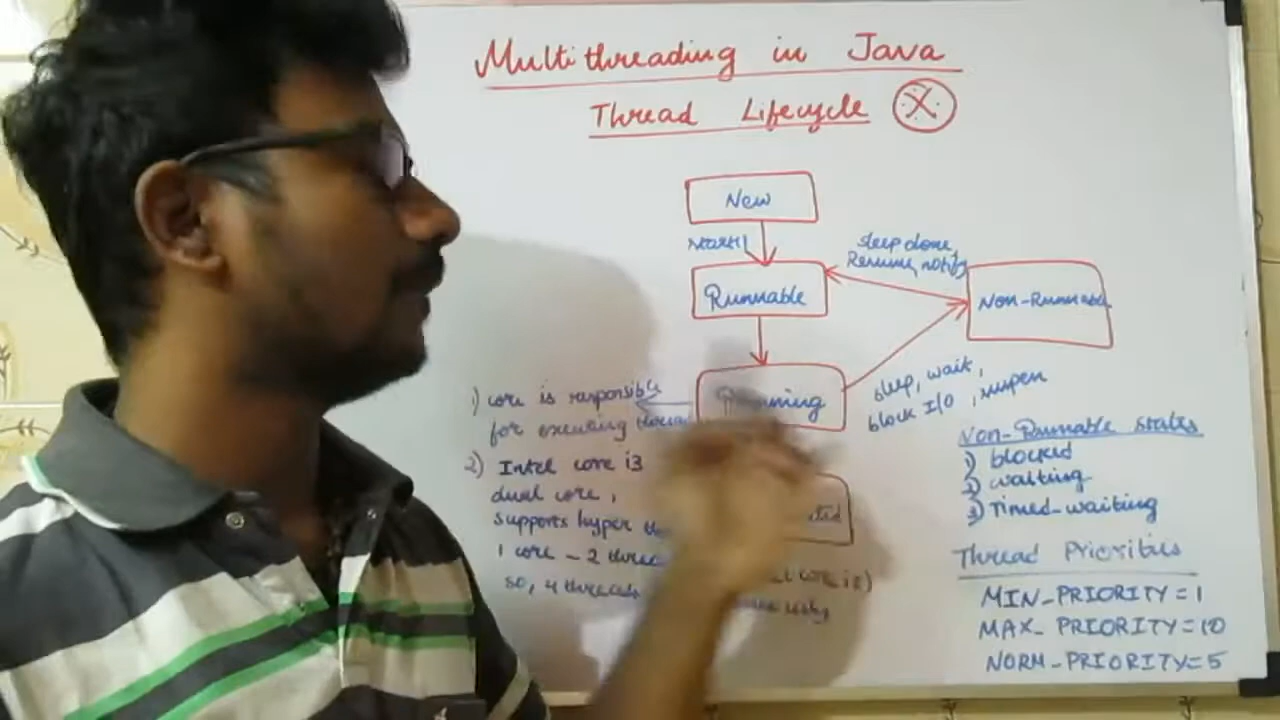 Multithreading in Java
Thread Lifecycle X
New
start()
Runnable
sleep done,
Resume, notify
Non-Runnable
Running
sleep, wait,
block I/O, suspen
1) core is responsible
for executing
2) Intel core i3
dual core,
supports hyper
1 core - 2
so, 4 threads
core i3)
Non-Runnable states
1) blocked
2) waiting
3) Timed-waiting
Thread Priorities
MIN-PRIORITY = 1
MAX-PRIORITY = 10
NORM-PRIORITY = 5